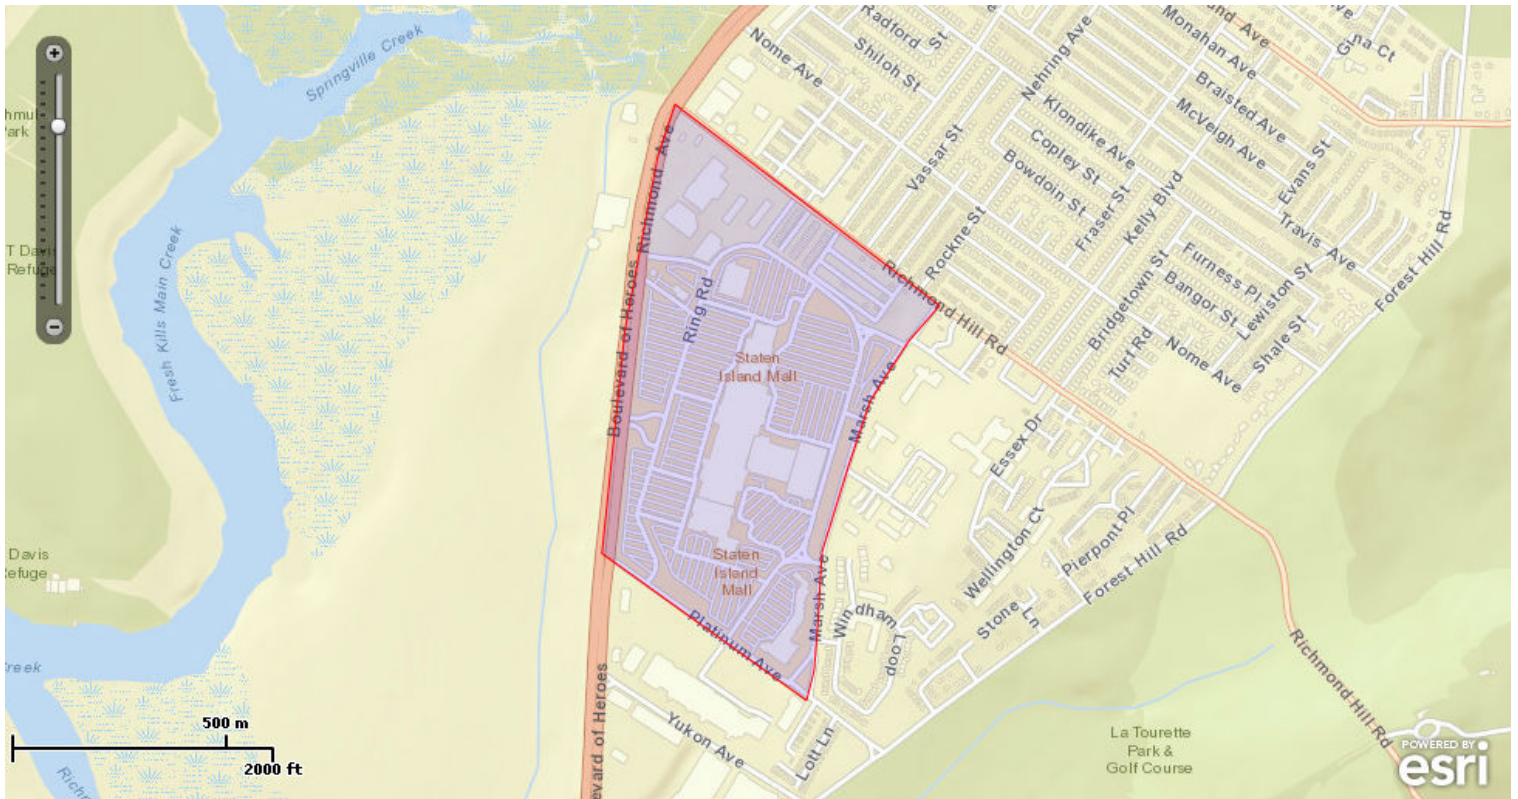 Radford St
Nome Ave
Shiloh St
Nehring Ave
Monahan Ave
Braisted Ave
McVeigh Ave
Klondike Ave
Copley St
Bowdoin St
Vassar St
Fraser St
Kelly Blvd
Evans St
Travis Ave
Forest Hill Rd
Furness Pl
Bangor St
Lewiston St
Shale St
Nome Ave
Bridgetown St
Turf Rd
Rockne St
Richmond Hill Rd
Springville Creek
Fresh Kills Main Creek
Park
T Davis
Refuge
Davis
Refuge
Creek
Boulevard of Heroes Richmond Ave
Ring Rd
Staten
Island Mall
Marsh Ave
Staten
Island
Mall
Marsh Ave
Platinum Ave
Essex Dr
Wellington Ct
Pierpont Pl
Forest Hill Rd
Stone Ln
Windham Loop
Yukon Ave
Lott Ln
evard of Heroes
Richmond Hill Rd
La Tourette
Park &
Golf Course
500 m
2000 ft
POWERED BY
esri